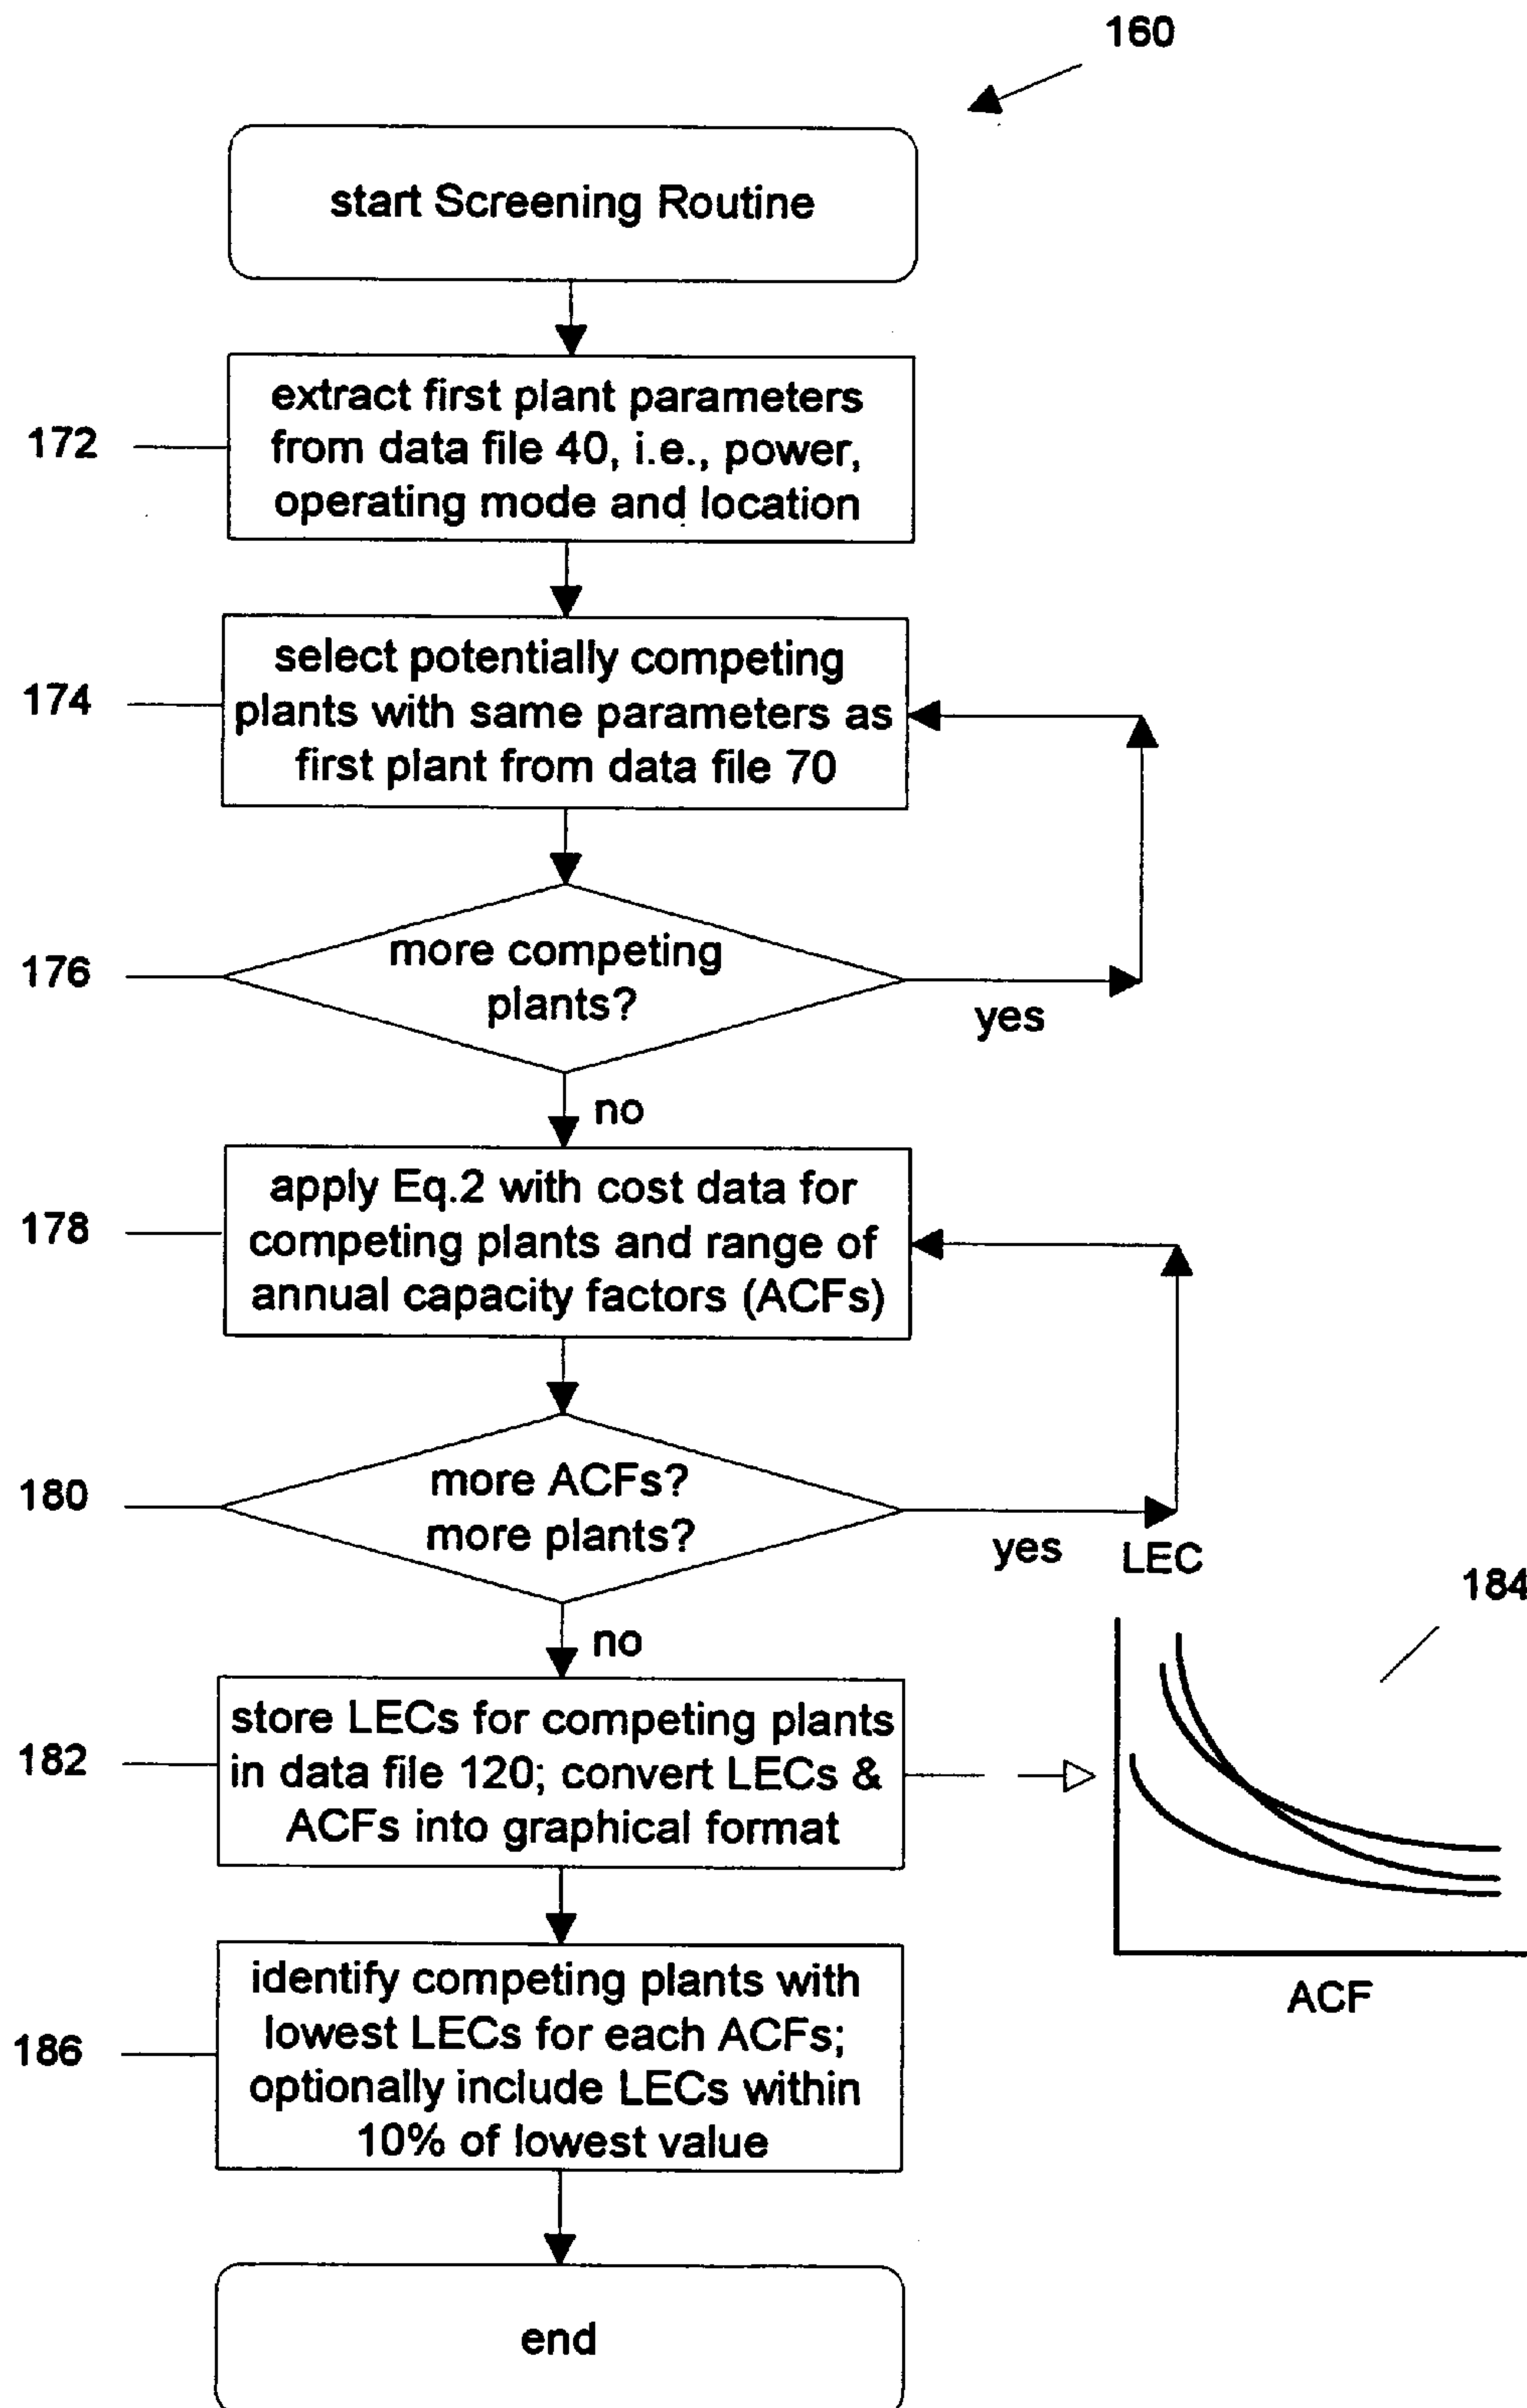 160
start Screening Routine
172
extract first plant parameters
from data file 40, i.e., power,
operating mode and location
174
select potentially competing
plants with same parameters as
first plant from data file 70
176
more competing
plants?
yes
no
178
apply Eq.2 with cost data for
competing plants and range of
annual capacity factors (ACFs)
180
more ACFs?
more plants?
yes
no
LEC
184
182
store LECs for competing plants
in data file 120; convert LECs &
ACFs into graphical format
ACF
186
identify competing plants with
lowest LECs for each ACFs;
optionally include LECs within
10% of lowest value
end